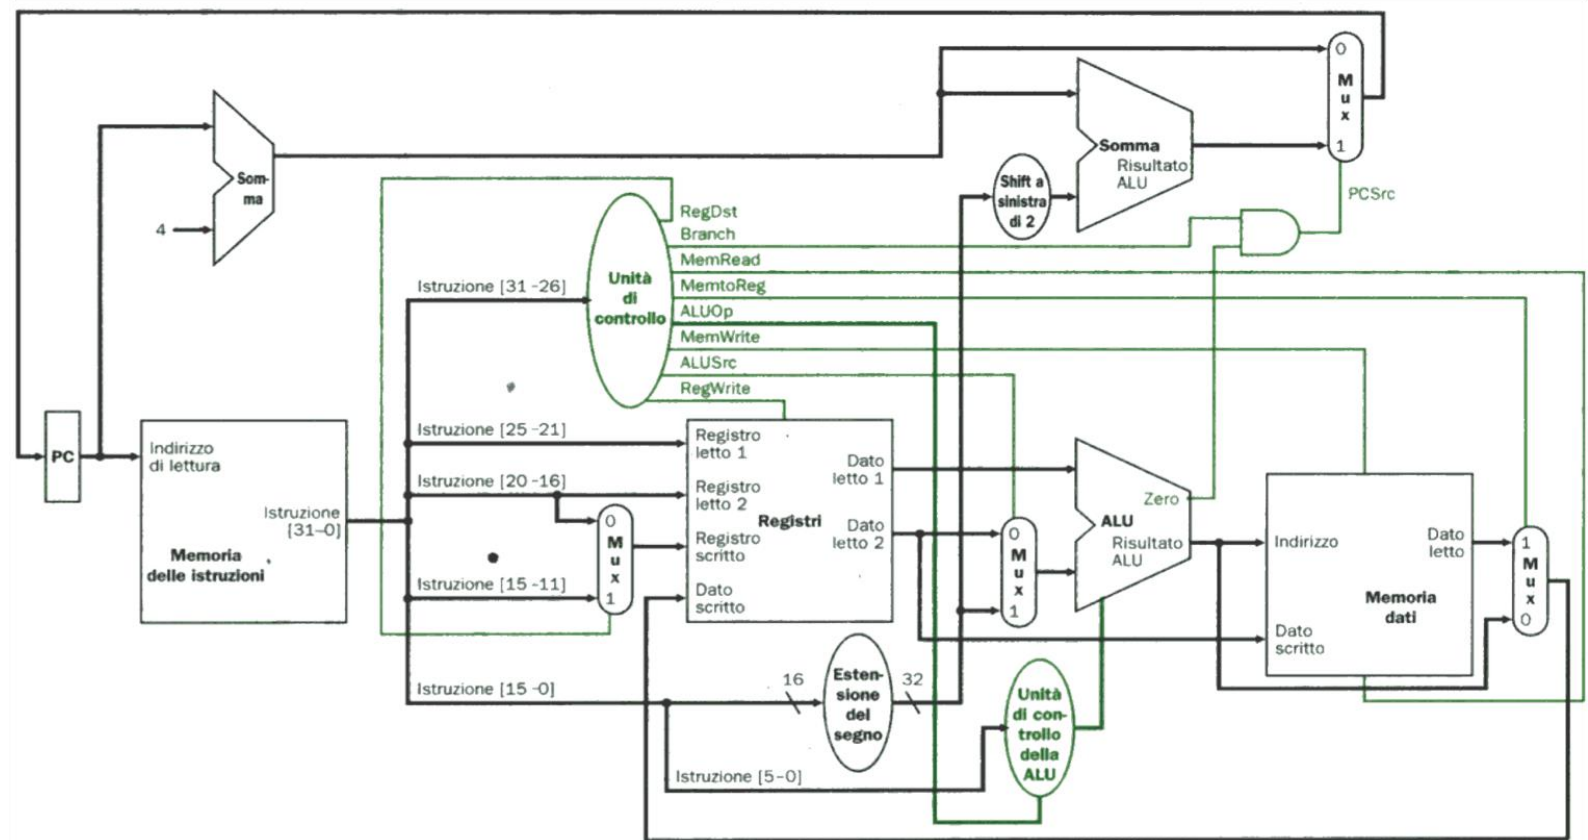 0
M
u
x
1
Somma
Risultato
ALU
Som-
ma
4
Shift a
sinistra
di 2
PCSrc
RegDst
Branch
MemRead
MemtoReg
ALUOp
MemWrite
ALUSrc
RegWrite
Unità
di
controllo
Istruzione [31-26]
Istruzione [25-21]
Istruzione [20-16]
Istruzione [15-11]
Istruzione [15-0]
Istruzione [5-0]
PC
Indirizzo
di lettura
Istruzione
[31-0]
Memoria
delle istruzioni
0
M
u
x
1
Registro
letto 1
Registro
letto 2
Registro
scritto
Dato
scritto
Registri
Dato
letto 1
Dato
letto 2
0
M
u
x
1
Zero
ALU
Risultato
ALU
Indirizzo
Dato
letto
Memoria
dati
Dato
scritto
1
M
u
x
0
16
Esten-
sione
del
segno
32
Unità
di con-
trollo
della
ALU